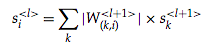 s_i^{<l>} = \sum_k |W_{(k,i)}^{<l+1>}| \times s_k^{<l+1>}